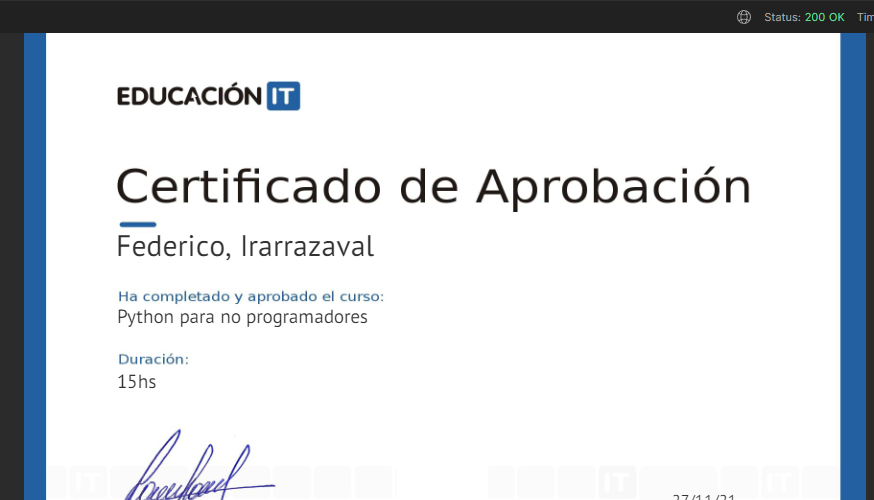 Status: 200 OK Tim
EDUCACIÓN IT
Certificado de Aprobación
Federico, Irarrazaval
Ha completado y aprobado el curso:
Python para no programadores
Duración:
15hs
27/11/21
IT
IT
IT